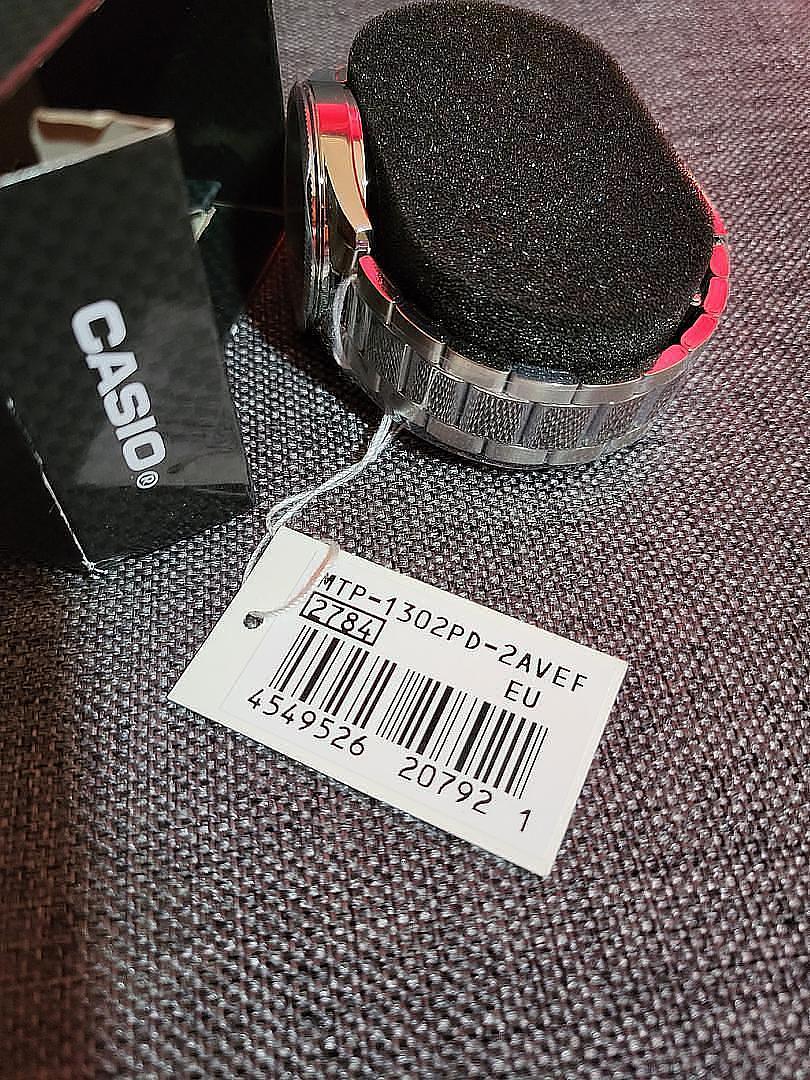 CASIO®
MTP-1302PD-2AVEF
2784
EU
4549526 20792 1